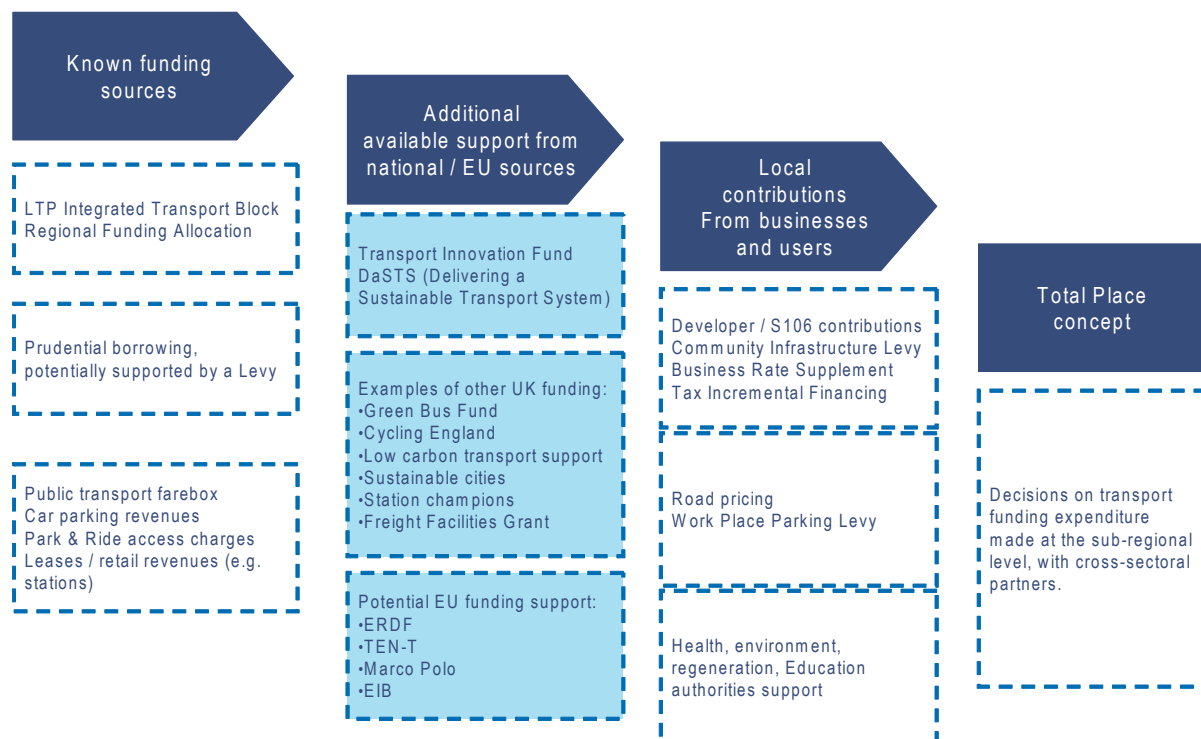 Known funding
sources
LTP Integrated Transport Block
Regional Funding Allocation
Prudential borrowing,
potentially supported by a Levy
Public transport farebox
Car parking revenues
Park & Ride access charges
Leases / retail revenues (e.g.
stations)
Additional
available support from
national / EU sources
Transport Innovation Fund
DaSTS (Delivering a
Sustainable Transport System)
Examples of other UK funding:
•Green Bus Fund
•Cycling England
•Low carbon transport support
•Sustainable cities
•Station champions
•Freight Facilities Grant
Potential EU funding support:
•ERDF
•TEN-T
•Marco Polo
•EIB
Local
contributions
From businesses
and users
Developer / S106 contributions
Community Infrastructure Levy
Business Rate Supplement
Tax Incremental Financing
Road pricing
Work Place Parking Levy
Health, environment,
regeneration, Education
authorities support
Total Place
concept
Decisions on transport
funding expenditure
made at the sub-regional
level, with cross-sectoral
partners.